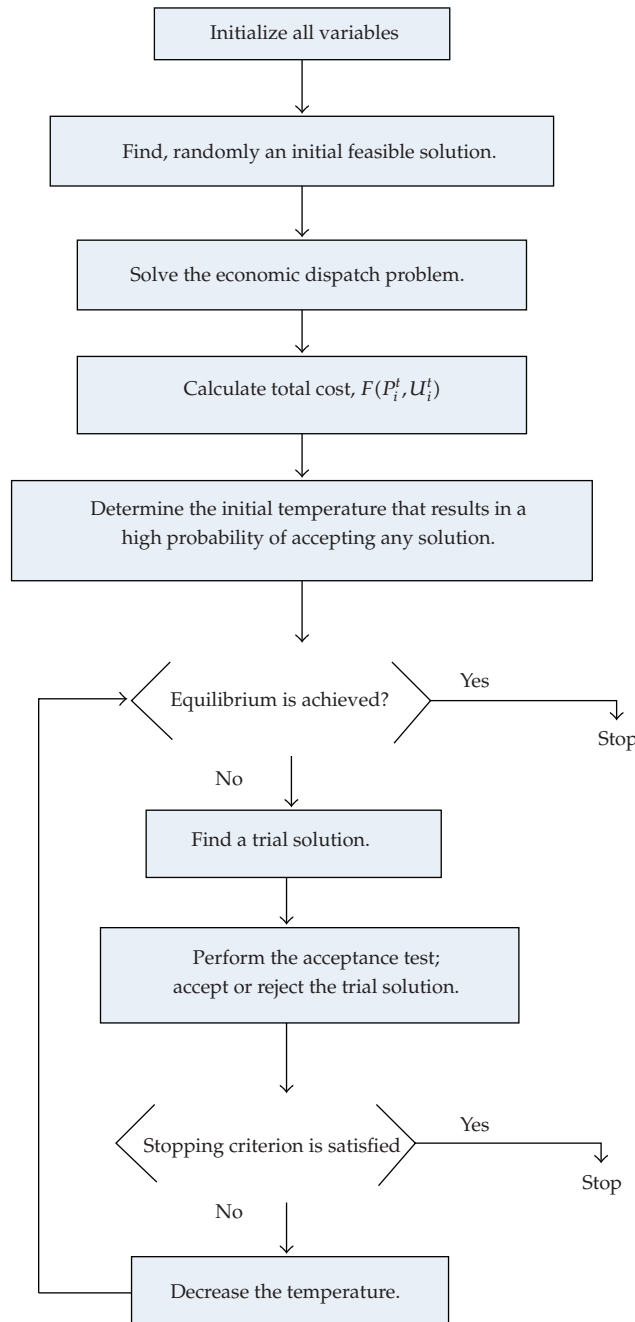 Initialize all variables
Find, randomly an initial feasible solution.
Solve the economic dispatch problem.
Calculate total cost, F(P_i^t, U_i^t)
Determine the initial temperature that results in a
high probability of accepting any solution.
Equilibrium is achieved?
Yes
Stop
No
Find a trial solution.
Perform the acceptance test;
accept or reject the trial solution.
Yes
Stopping criterion is satisfied
Stop
No
Decrease the temperature.